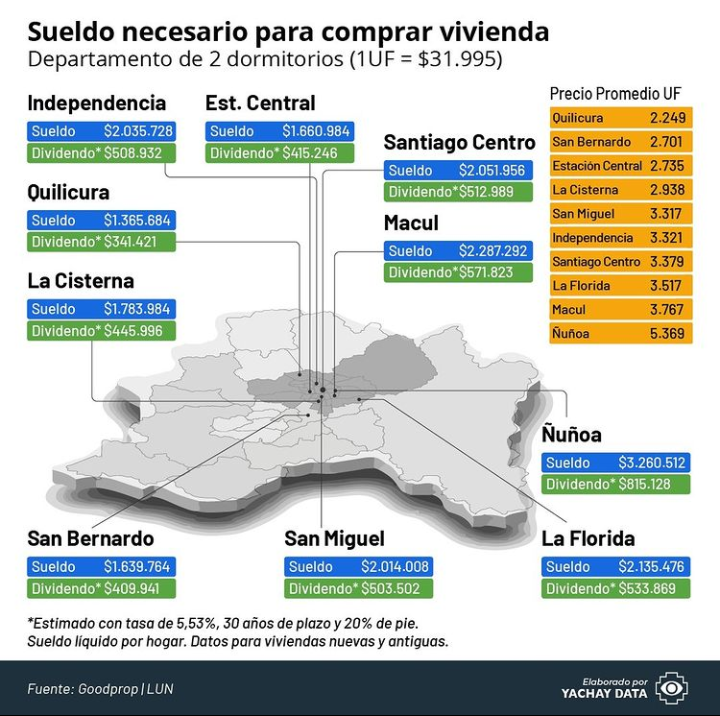 Sueldo necesario para comprar vivienda
Departamento de 2 dormitorios (1UF = $31.995)
Independencia
Sueldo $2.035.728
Dividendo* $508.932
Est. Central
Sueldo $1.660.984
Dividendo* $415.246
Santiago Centro
Sueldo $2.051.956
Dividendo* $512.989
Quilicura
Sueldo $1.365.684
Dividendo* $341.421
Macul
Sueldo $2.287.292
Dividendo* $571.823
La Cisterna
Sueldo $1.783.984
Dividendo* $445.996
Precio Promedio UF
Quilicura 2.249
San Bernardo 2.701
Estación Central 2.735
La Cisterna 2.938
San Miguel 3.317
Independencia 3.321
Santiago Centro 3.379
La Florida 3.517
Macul 3.767
Ñuñoa 5.369
Ñuñoa
Sueldo $3.260.512
Dividendo* $815.128
San Bernardo
Sueldo $1.639.764
Dividendo* $409.941
San Miguel
Sueldo $2.014.008
Dividendo* $503.502
La Florida
Sueldo $2.135.476
Dividendo* $533.869
*Estimado con tasa de 5,53%, 30 años de plazo y 20% de pie.
Sueldo líquido por hogar. Datos para viviendas nuevas y antiguas.
Fuente: Goodprop | LUN
Elaborado por
YACHAY DATA